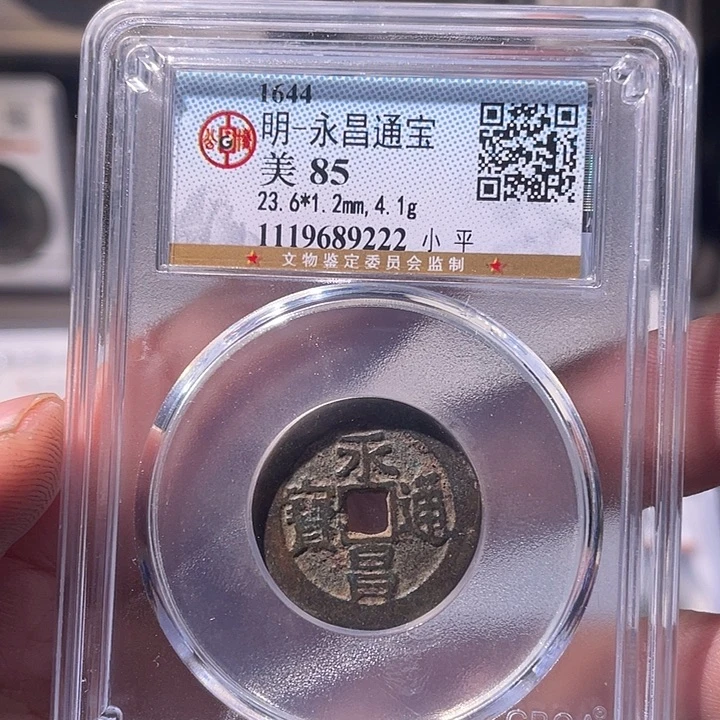 1644
明-永昌通宝
美 85
23.6*1.2mm,4.1g
1119689222 小 平
★ 文物鉴定委员会监制 ★
永昌通寶